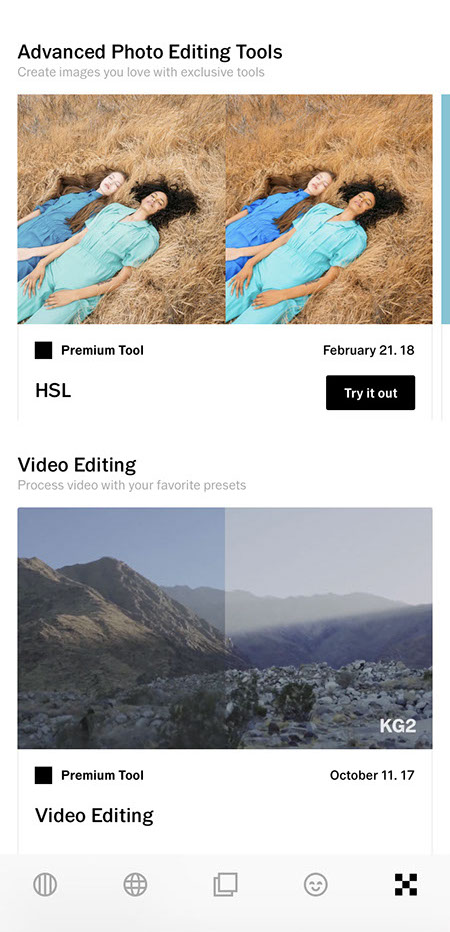 Advanced Photo Editing Tools
Create images you love with exclusive tools
Premium Tool
February 21. 18
HSL
Try it out
Video Editing
Process video with your favorite presets
KG2
Premium Tool
October 11. 17
Video Editing